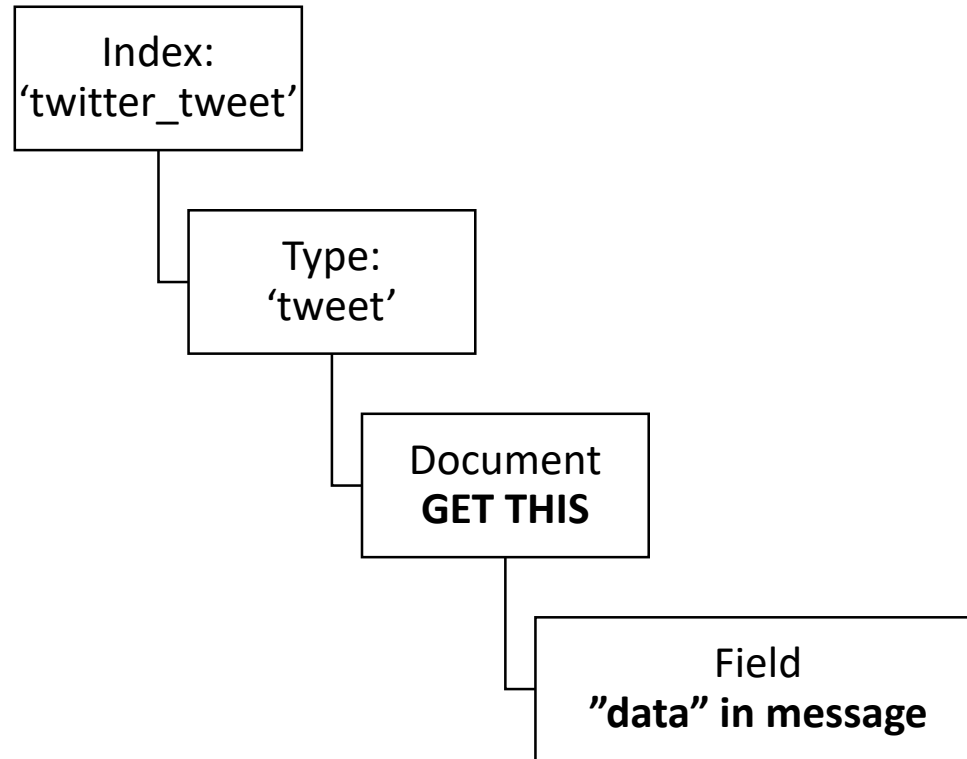 Index:
‘twitter_tweet’
Type:
‘tweet’
Document
GET THIS
Field
”data” in message